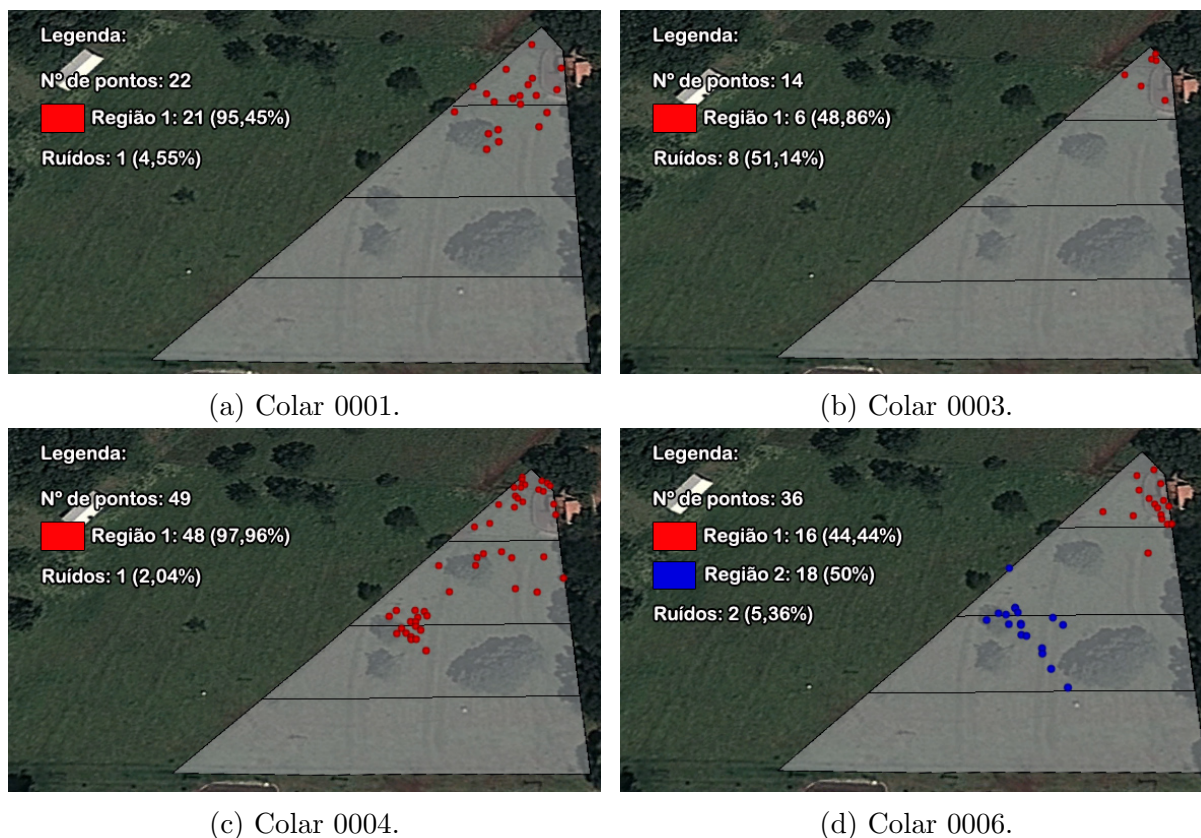 Legenda:
Nº de pontos: 22
Região 1: 21 (95,45%)
Ruídos: 1 (4,55%)
(a) Colar 0001.
Legenda:
Nº de pontos: 14
Região 1: 6 (48,86%)
Ruídos: 8 (51,14%)
(b) Colar 0003.
Legenda:
Nº de pontos: 49
Região 1: 48 (97,96%)
Ruídos: 1 (2,04%)
(c) Colar 0004.
Legenda:
Nº de pontos: 36
Região 1: 16 (44,44%)
Região 2: 18 (50%)
Ruídos: 2 (5,36%)
(d) Colar 0006.